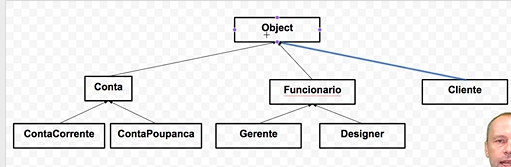 Object
Conta
Funcionario
Cliente
ContaCorrente
ContaPoupanca
Gerente
Designer